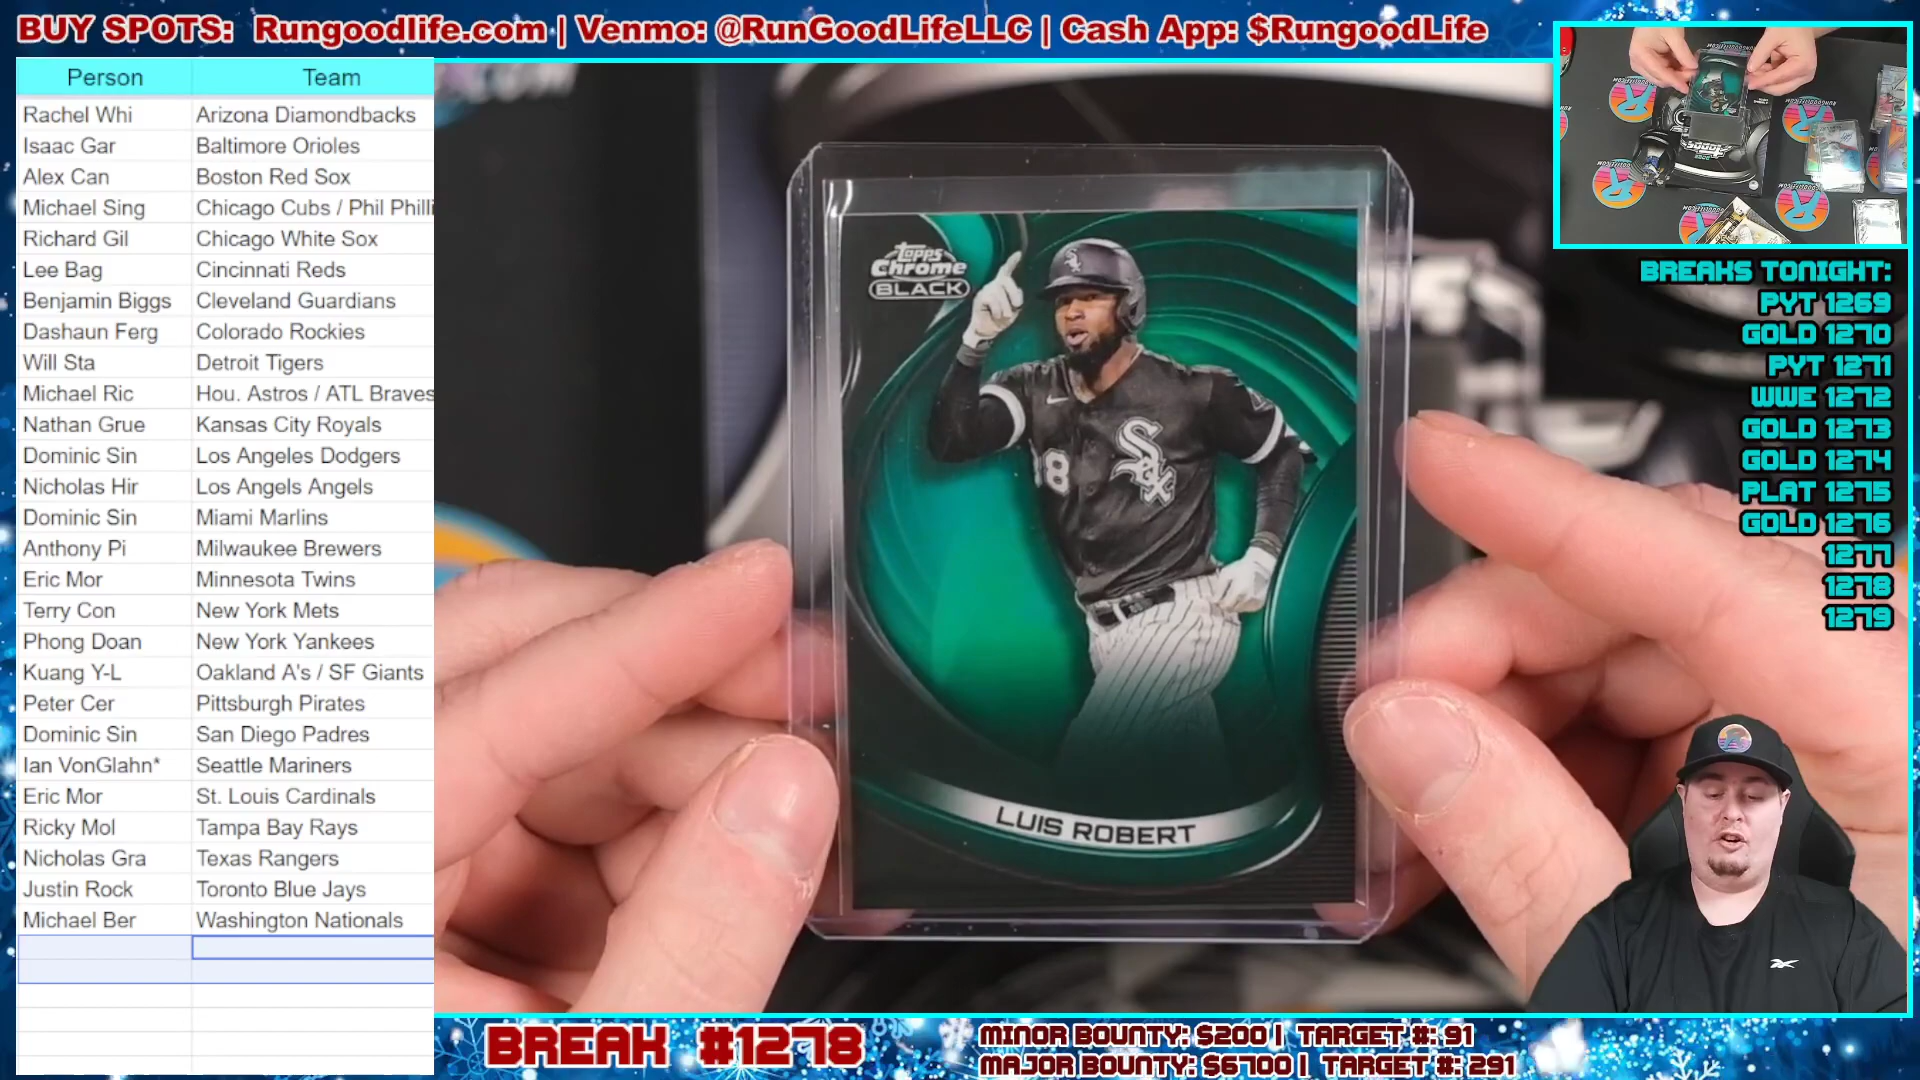 BUY SPOTS: Rungoodlife.com | Venmo: @RunGoodLifeLLC | Cash App: $RungoodLife
Person Team
Rachel Whi Arizona Diamondbacks
Isaac Gar Baltimore Orioles
Alex Can Boston Red Sox
Michael Sing Chicago Cubs / Phil Philli
Richard Gil Chicago White Sox
Lee Bag Cincinnati Reds
Benjamin Biggs Cleveland Guardians
Dashaun Ferg Colorado Rockies
Will Sta Detroit Tigers
Michael Ric Hou. Astros / ATL Braves
Nathan Grue Kansas City Royals
Dominic Sin Los Angeles Dodgers
Nicholas Hir Los Angels Angels
Dominic Sin Miami Marlins
Anthony Pi Milwaukee Brewers
Eric Mor Minnesota Twins
Terry Con New York Mets
Phong Doan New York Yankees
Kuang Y-L Oakland A's / SF Giants
Peter Cer Pittsburgh Pirates
Dominic Sin San Diego Padres
Ian VonGlahn* Seattle Mariners
Eric Mor St. Louis Cardinals
Ricky Mol Tampa Bay Rays
Nicholas Gra Texas Rangers
Justin Rock Toronto Blue Jays
Michael Ber Washington Nationals
Topps
Chrome
BLACK
Sox
LUIS ROBERT
BREAKS TONIGHT:
PYT 1269
GOLD 1270
PYT 1271
WWE 1272
GOLD 1273
GOLD 1274
PLAT 1275
GOLD 1276
1277
1278
1279
BREAK #1278
MINOR BOUNTY: $200 | TARGET #: 91
MAJOR BOUNTY: $6700 | TARGET #: 291